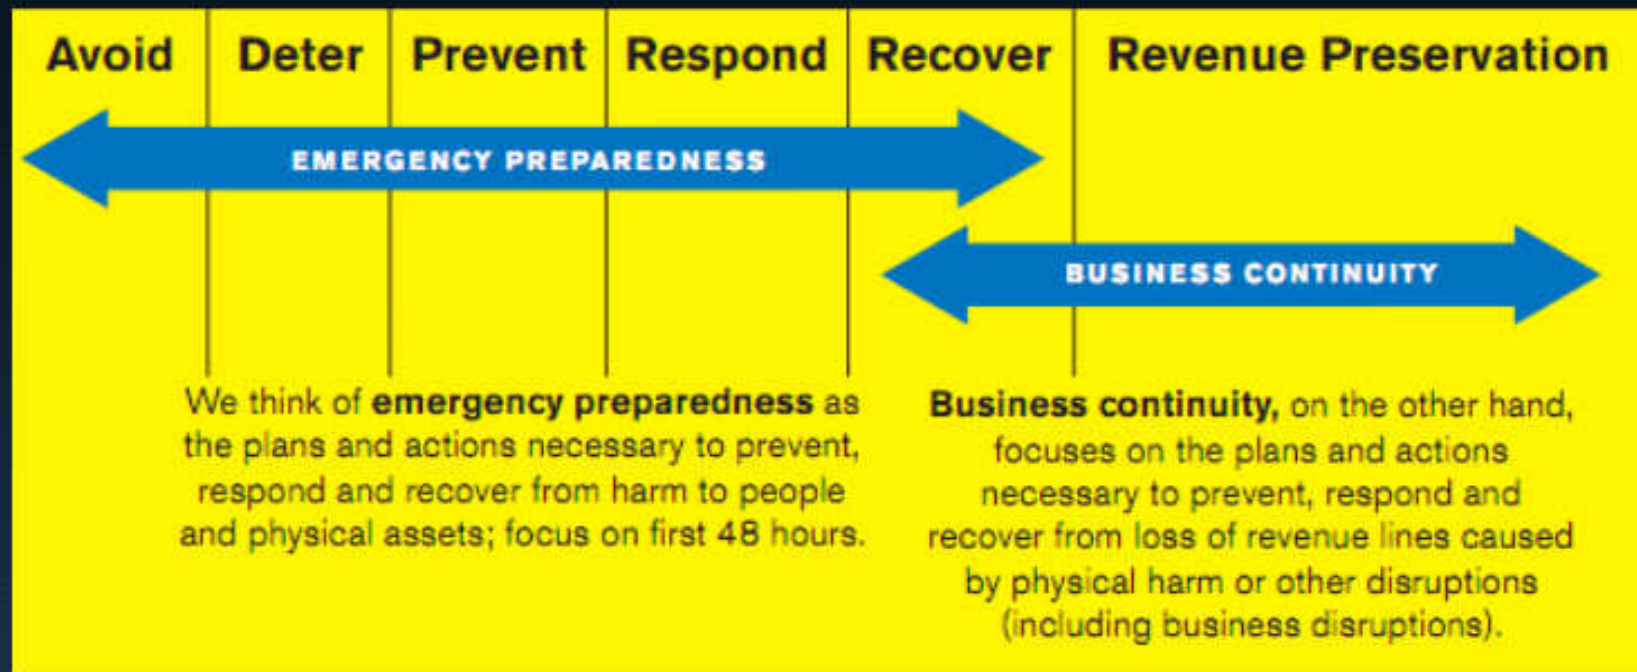 Avoid Deter Prevent Respond Recover Revenue Preservation
EMERGENCY PREPAREDNESS
BUSINESS CONTINUITY
We think of emergency preparedness as
the plans and actions necessary to prevent,
respond and recover from harm to people
and physical assets; focus on first 48 hours.
Business continuity, on the other hand,
focuses on the plans and actions
necessary to prevent, respond and
recover from loss of revenue lines caused
by physical harm or other disruptions
(including business disruptions).